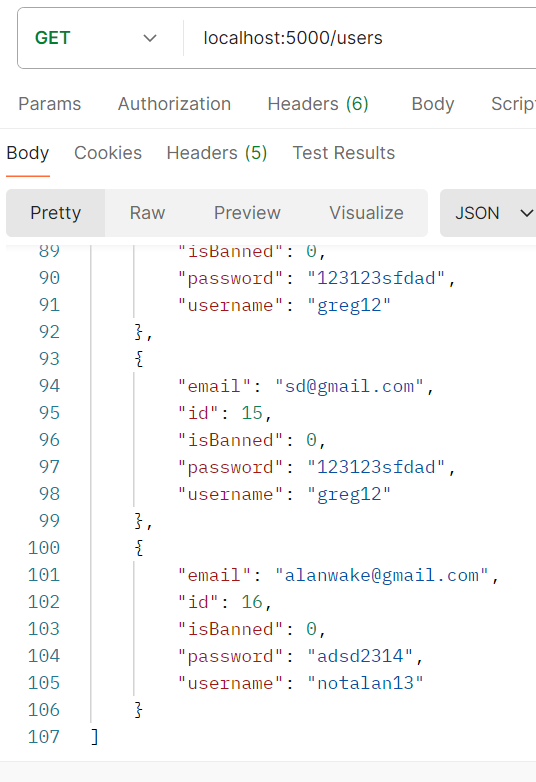 GET localhost:5000/users
Params Authorization Headers (6) Body Scrip
Body Cookies Headers (5) Test Results
Pretty Raw Preview Visualize JSON
89 "isBanned": 0,
90 "password": "123123sfdad",
91 "username": "greg12"
92 },
93 {
94 "email": "sd@gmail.com",
95 "id": 15,
96 "isBanned": 0,
97 "password": "123123sfdad",
98 "username": "greg12"
99 },
100 {
101 "email": "alanwake@gmail.com",
102 "id": 16,
103 "isBanned": 0,
104 "password": "adsd2314",
105 "username": "notalan13"
106 }
107 ]